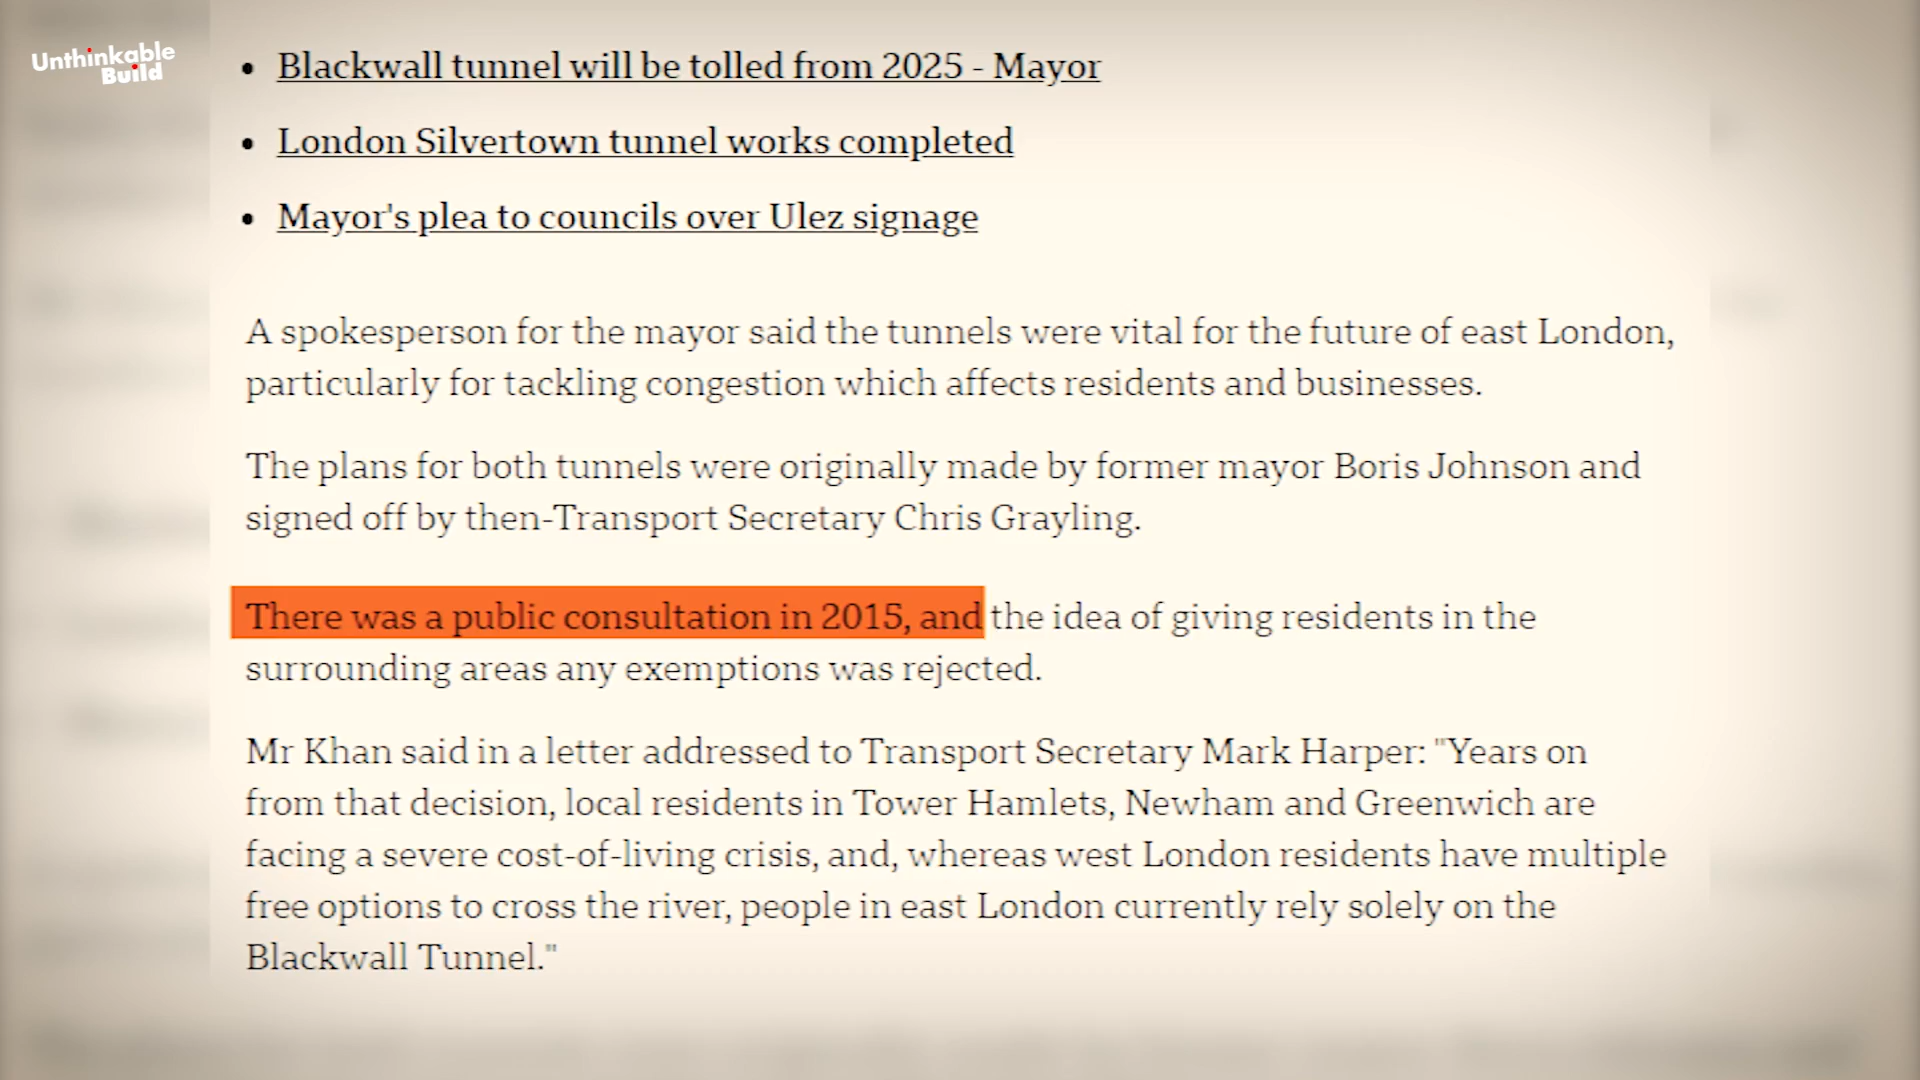 Unthinkable
Build
• Blackwall tunnel will be tolled from 2025 - Mayor
• London Silvertown tunnel works completed
• Mayor's plea to councils over Ulez signage
A spokesperson for the mayor said the tunnels were vital for the future of east London,
particularly for tackling congestion which affects residents and businesses.
The plans for both tunnels were originally made by former mayor Boris Johnson and
signed off by then-Transport Secretary Chris Grayling.
There was a public consultation in 2015, and the idea of giving residents in the
surrounding areas any exemptions was rejected.
Mr Khan said in a letter addressed to Transport Secretary Mark Harper: "Years on
from that decision, local residents in Tower Hamlets, Newham and Greenwich are
facing a severe cost-of-living crisis, and, whereas west London residents have multiple
free options to cross the river, people in east London currently rely solely on the
Blackwall Tunnel."